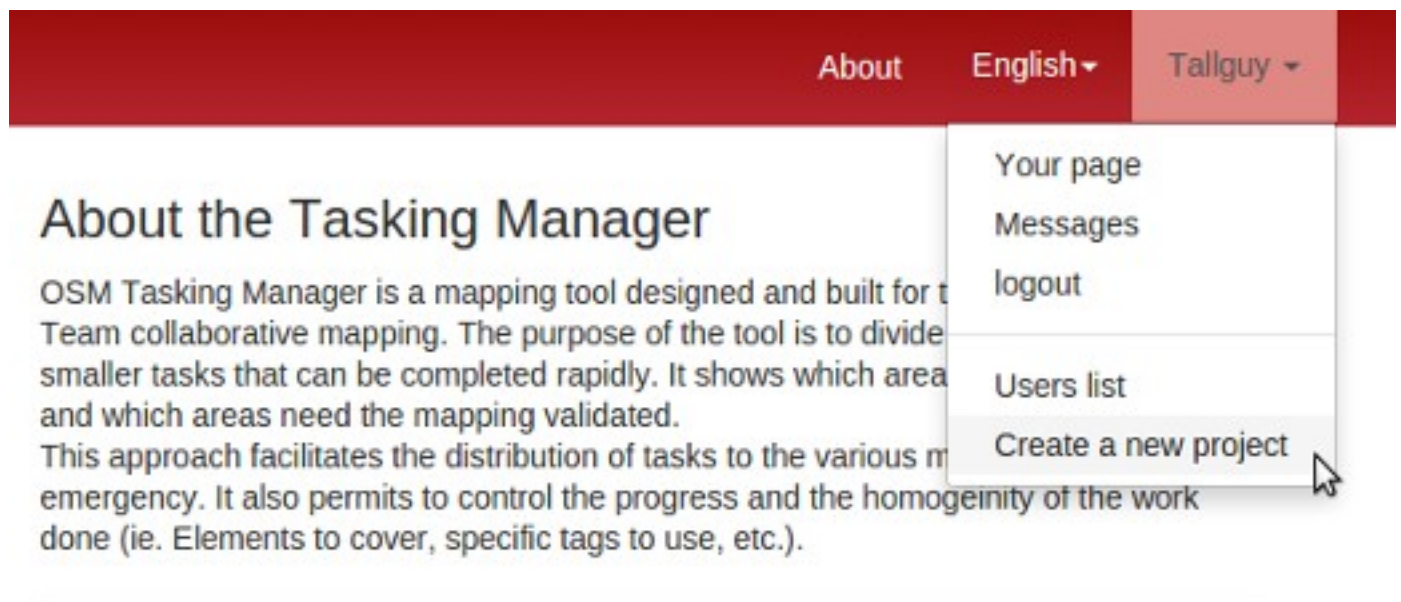 About English Tallguy
Your page
Messages
logout
Users list
Create a new project
About the Tasking Manager
OSM Tasking Manager is a mapping tool designed and built for
Team collaborative mapping. The purpose of the tool is to divide
smaller tasks that can be completed rapidly. It shows which
and which areas need the mapping validated.
This approach facilitates the distribution of tasks to the various
emergency. It also permits to control the progress and the homogeinity of the work
done (ie. Elements to cover, specific tags to use, etc.).